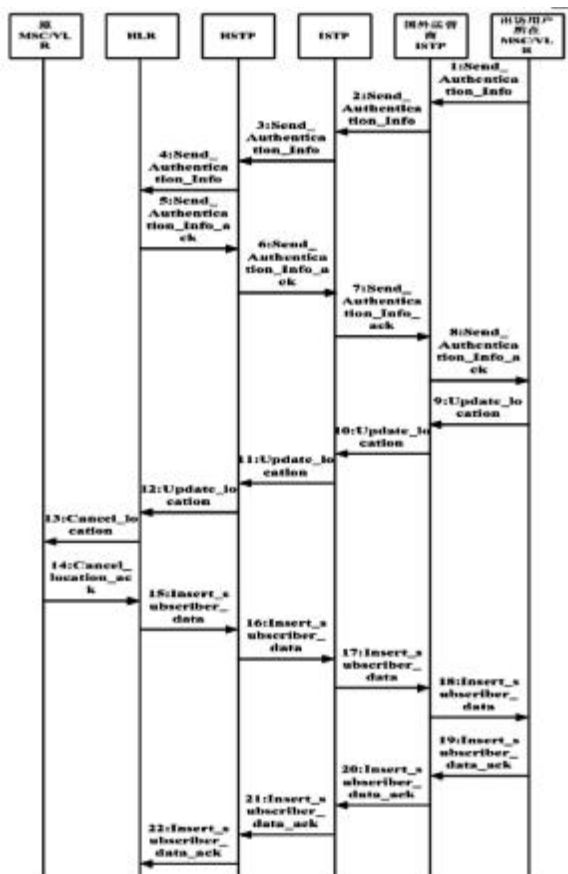 原
MSC/VL
R
HLR
HSTP
ISTP
国外运营
商
ISTP
出访用户
所在
MSC/VL
R
1:Send_
Authentica
tion_Info
2:Send_
Authentica
tion_Info
3:Send_
Authentica
tion_Info
4:Send_
Authentica
tion_Info
5:Send_
Authentica
tion_Info_a
ck
6:Send_
Authentica
tion_Info_a
ck
7:Send_
Authentica
tion_Info_
ack
8:Send_
Authentica
tion_Info_a
ck
9:Update_lo
cation
10:Update_lo
cation
11:Update_lo
cation
12:Update_lo
cation
13:Cancel_lo
cation
14:Cancel_
location_ac
k
15:Insert_s
ubscriber_
data
16:Insert_s
ubscriber_
data
17:Insert_s
ubscriber_
data
18:Insert_s
ubscriber_
data
19:Insert_s
ubscriber_
data_ack
20:Insert_s
ubscriber_
data_ack
21:Insert_s
ubscriber_
data_ack
22:Insert_s
ubscriber_
data_ack